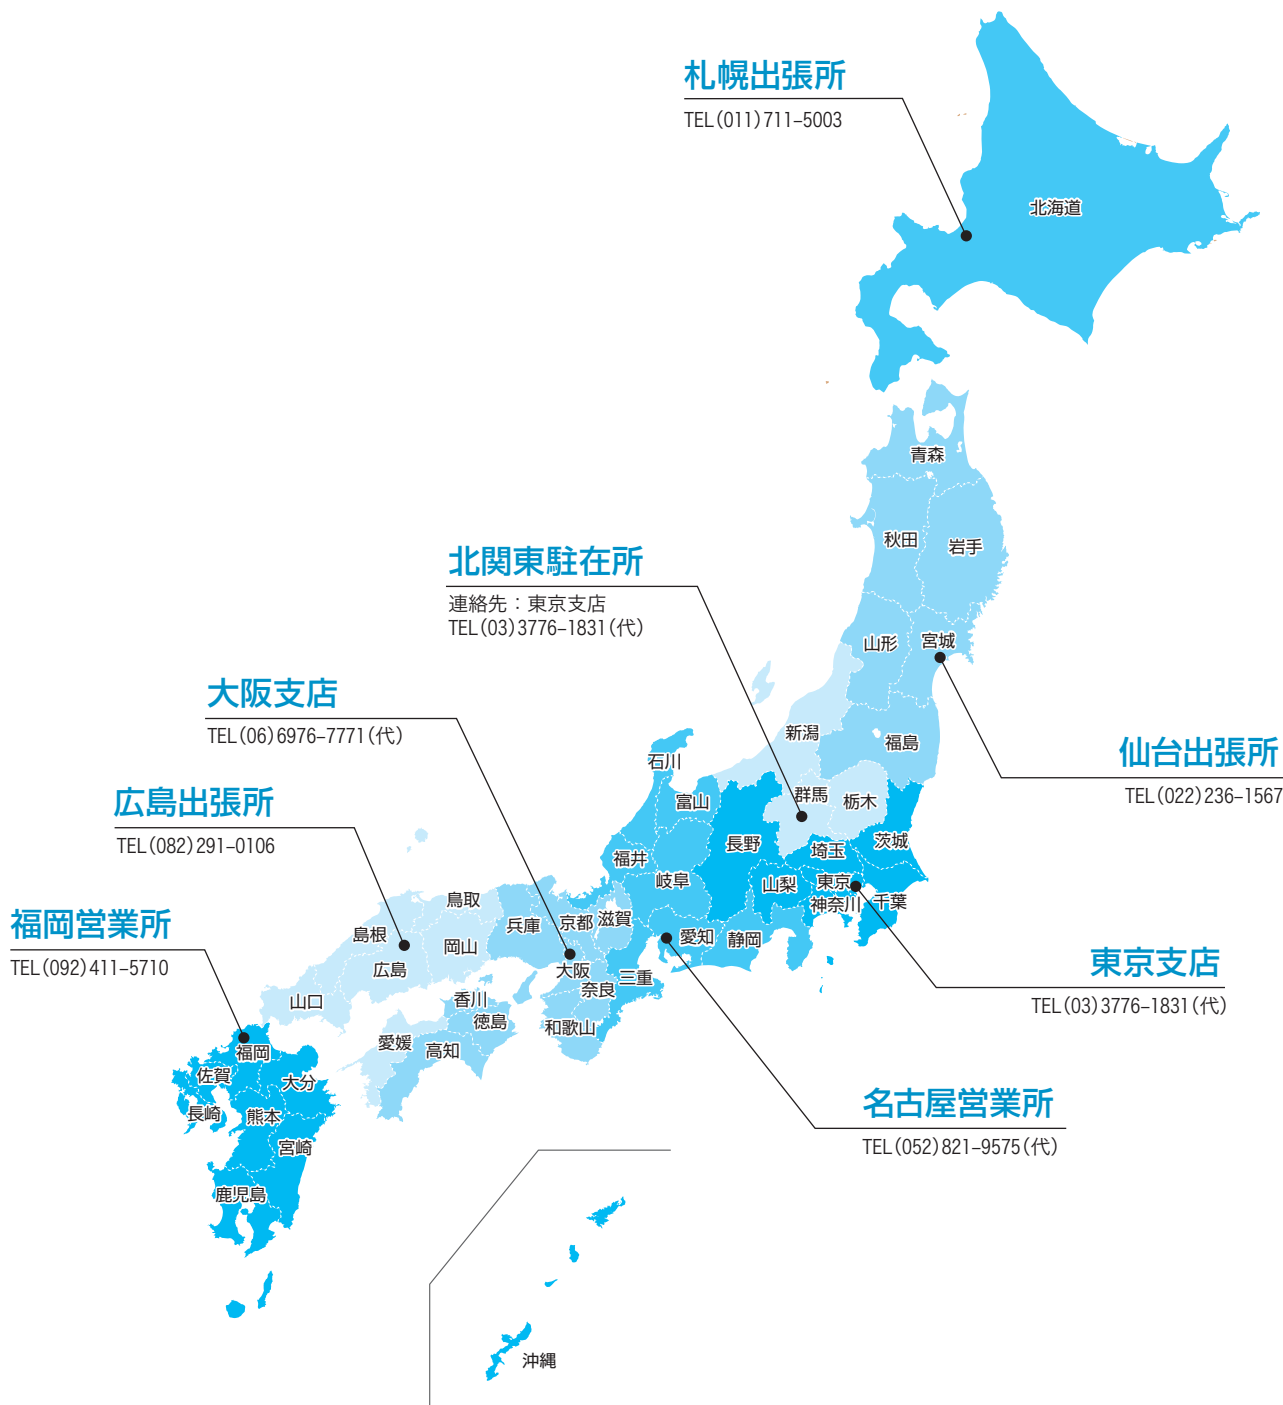 札幌出張所
TEL(011)711–5003
北海道
青森
秋田
岩手
北関東駐在所
連絡先：東京支店
TEL(03)3776–1831(代)
山形
宮城
大阪支店
TEL(06)6976–7771(代)
新潟
福島
仙台出張所
TEL(022)236–1567
石川
富山
群馬
栃木
広島出張所
TEL(082)291–0106
長野
埼玉
茨城
福井
岐阜
山梨
東京
神奈川
千葉
鳥取
兵庫
京都
滋賀
福岡営業所
TEL(092)411–5710
島根
岡山
愛知
静岡
東京支店
TEL(03)3776–1831(代)
広島
大阪
奈良
三重
山口
香川
徳島
和歌山
愛媛
高知
福岡
佐賀
大分
長崎
熊本
宮崎
鹿児島
名古屋営業所
TEL(052)821–9575(代)
沖縄